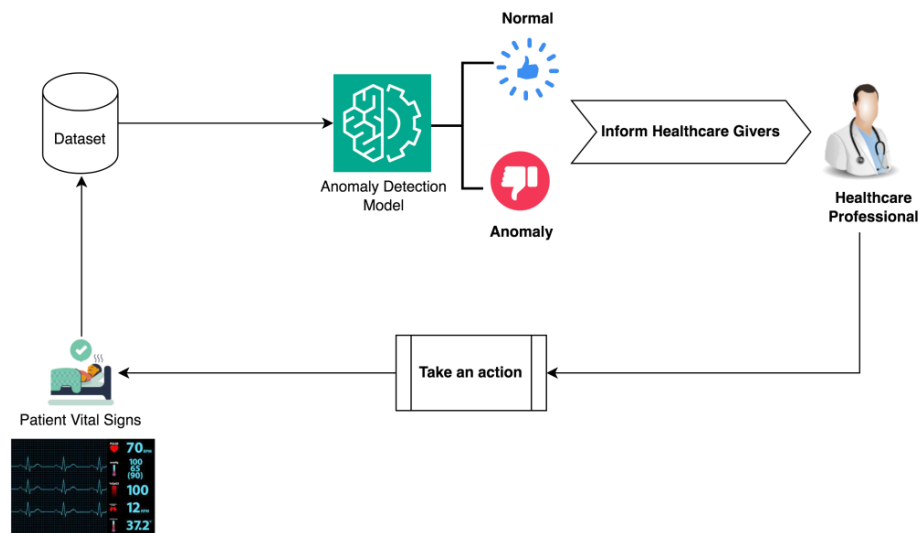 Normal
Dataset
Inform Healthcare Givers
Anomaly Detection
Model
Anomaly
Healthcare
Professional
Take an action
Patient Vital Signs
70
100
65
(90)
100
12
37.2